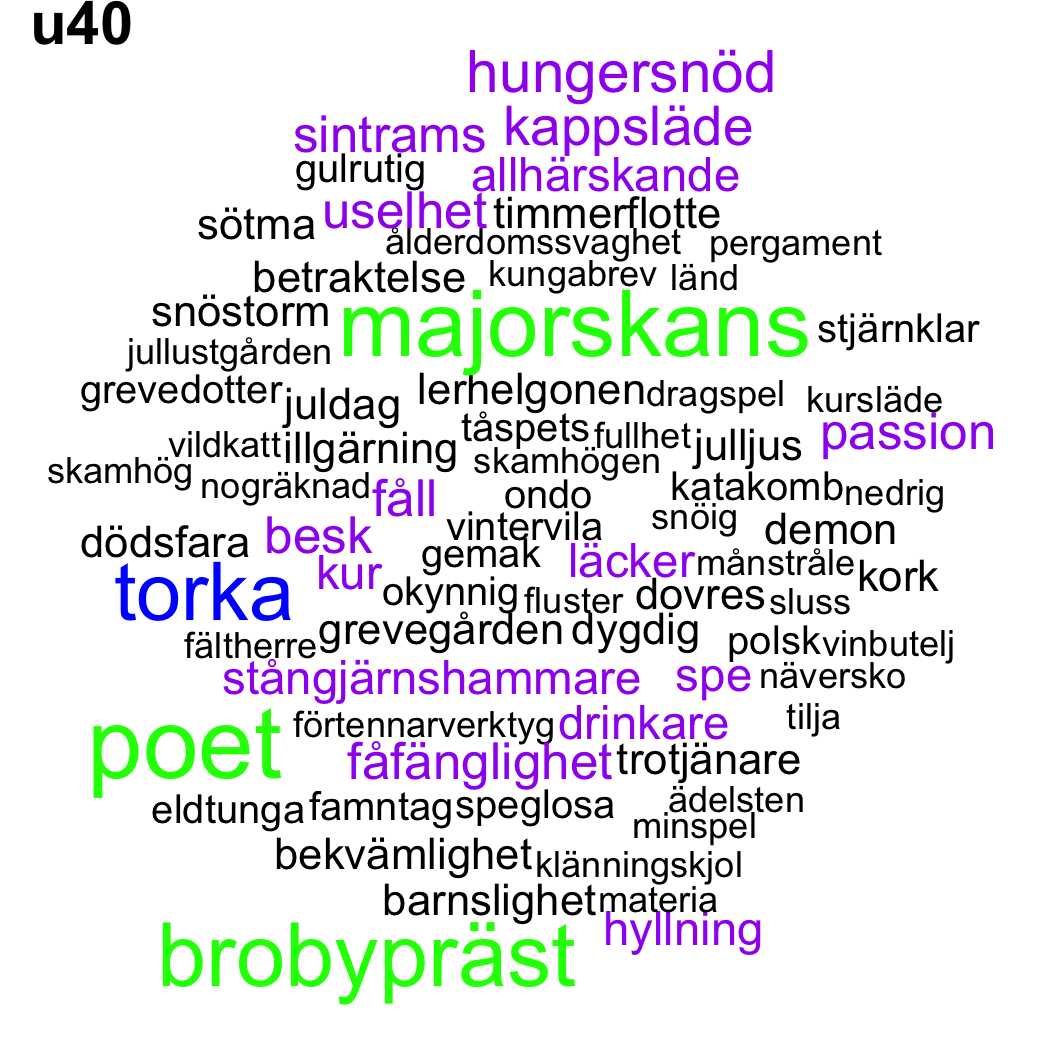 u40
hungersnöd
sintrams kappsläde
gulrutig allhärskande
sötma uselhet timmerflotte
ålderdomssvaghet pergament
betraktelse kungabrev länd
snöstorm majorskans stjärnklar
jullustgården
grevedotter juldag lerhelgonen dragspel kursläde
vildkatt illgärning tåspets fullhet julljus passion
skamhög nogräknad fåll skamhögen katakomb nedrig
ondo
dödsfara besk vintervila snöig demon
torka kur gemak läcker månstråle kork
okynnig fluster dovres sluss
fältherre grevegården dygdig polsk vinbutelj
stångjärnshammare spe näversko
poet förtennarverktyg drinkare tilja
fåfänglighet trotjänare
eldtunga famntag speglosa ädelsten
minspel
bekvämlighet klänningskjol
barnslighet materia
brobypräst hyllning